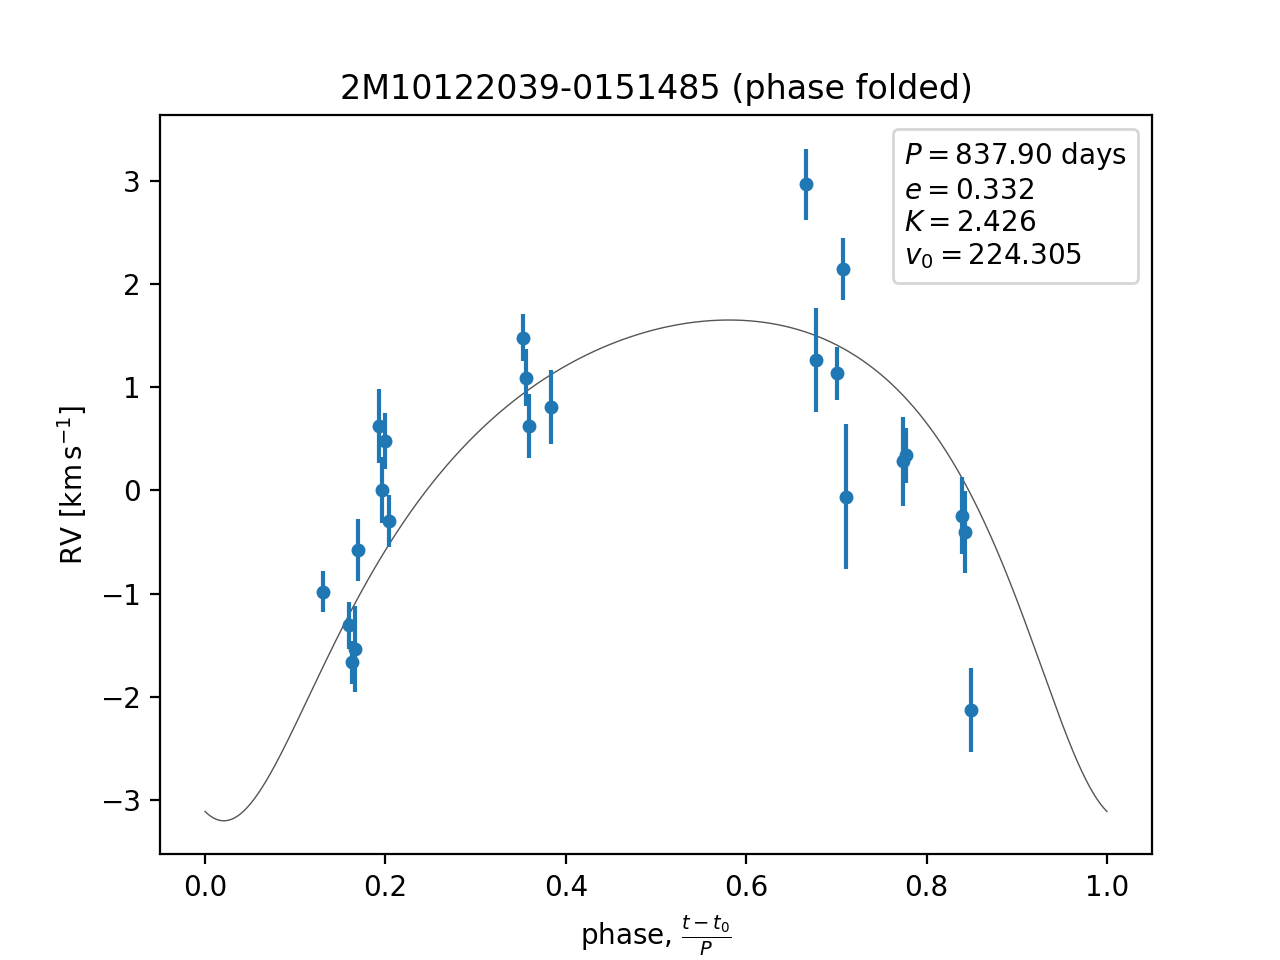 2M10122039-0151485 (phase folded)
P = 837.90 days
e = 0.332
K = 2.426
v₀ = 224.305
RV [km s⁻¹]
3
2
1
0
−1
−2
−3
0.0 0.2 0.4 0.6 0.8 1.0
phase, (t − t₀)/P